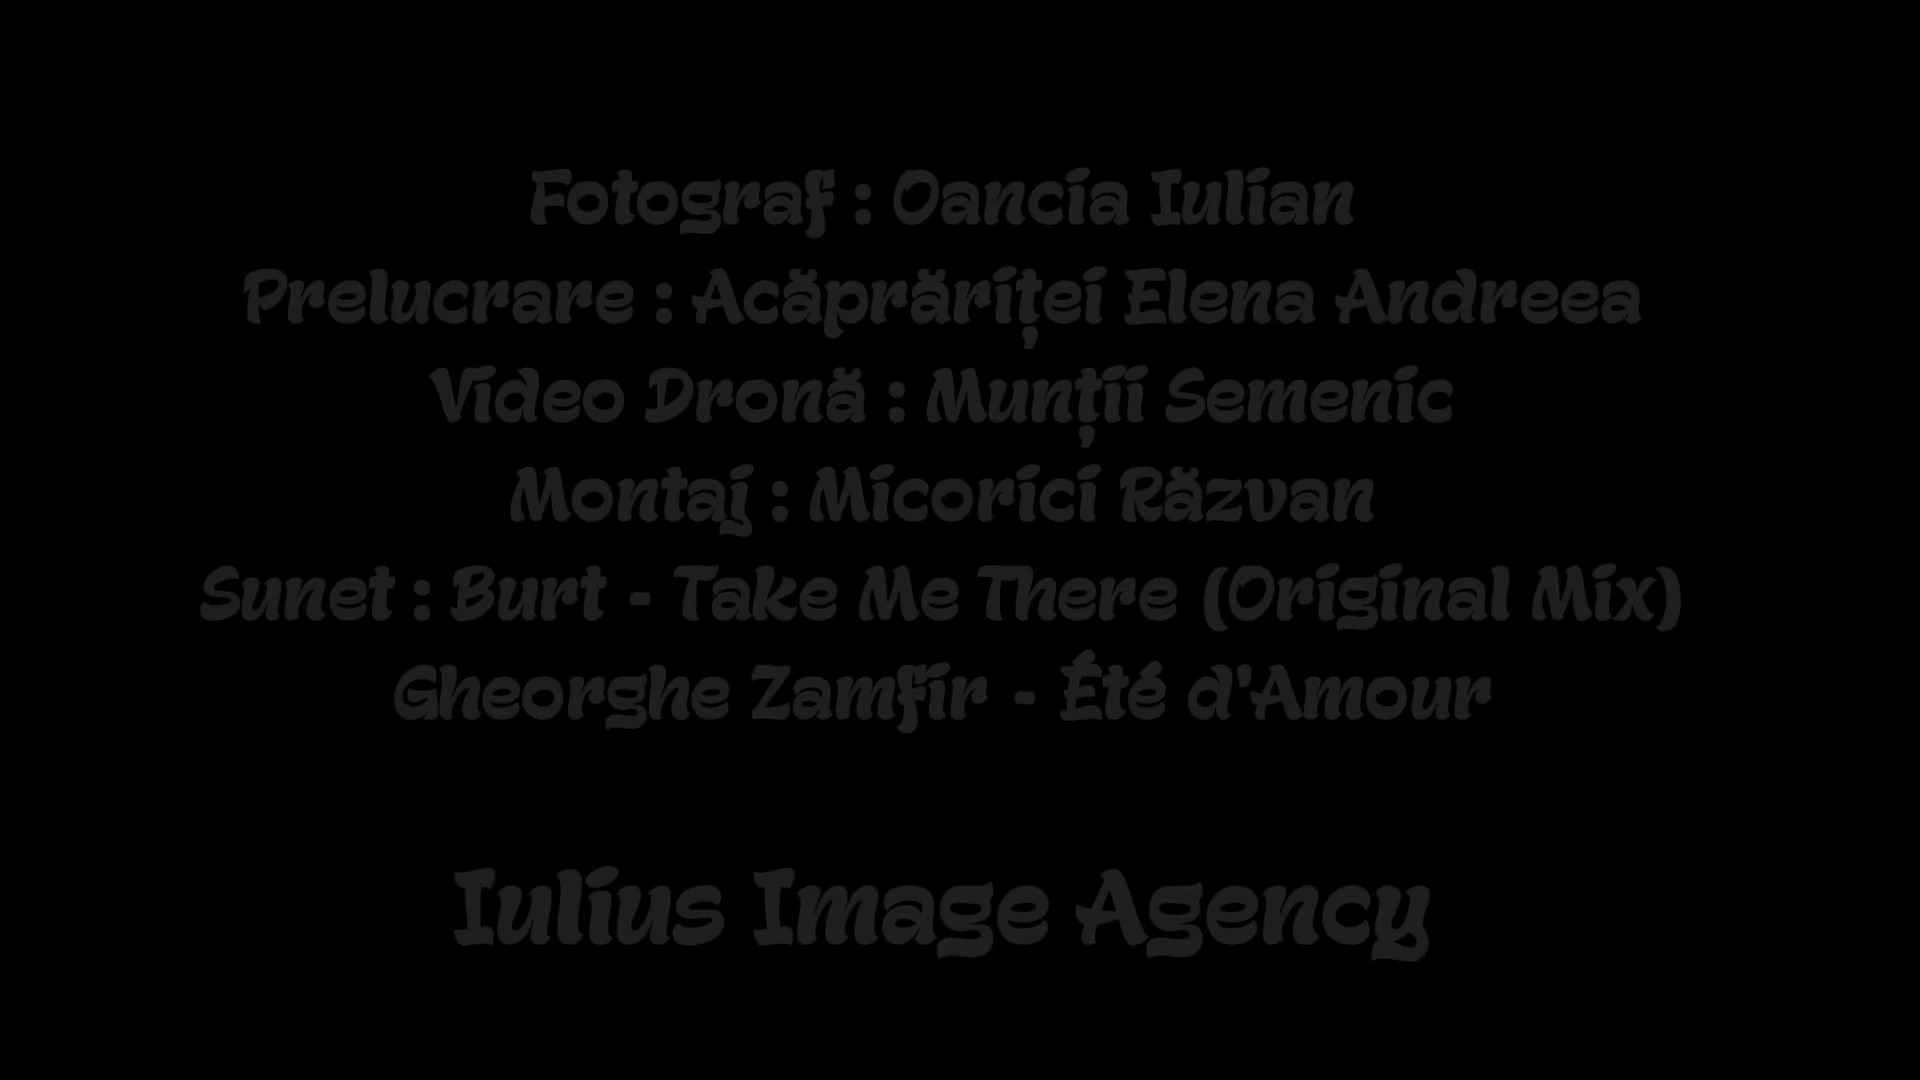 Fotograf : Oancia Iulian
Prelucrare : Acăprăriței Elena Andreea
Video Dronă : Munții Semenic
Montaj : Micorici Răzvan
Sunet : Burt - Take Me There (Original Mix)
Gheorghe Zamfir - Été d'Amour
Iulius Image Agency